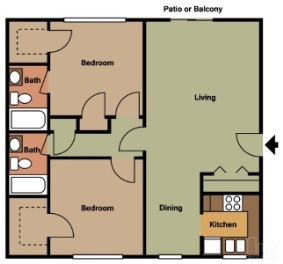 Patio or Balcony
Bedroom
Bath
Living
Bath
Bedroom
Dining
Kitchen